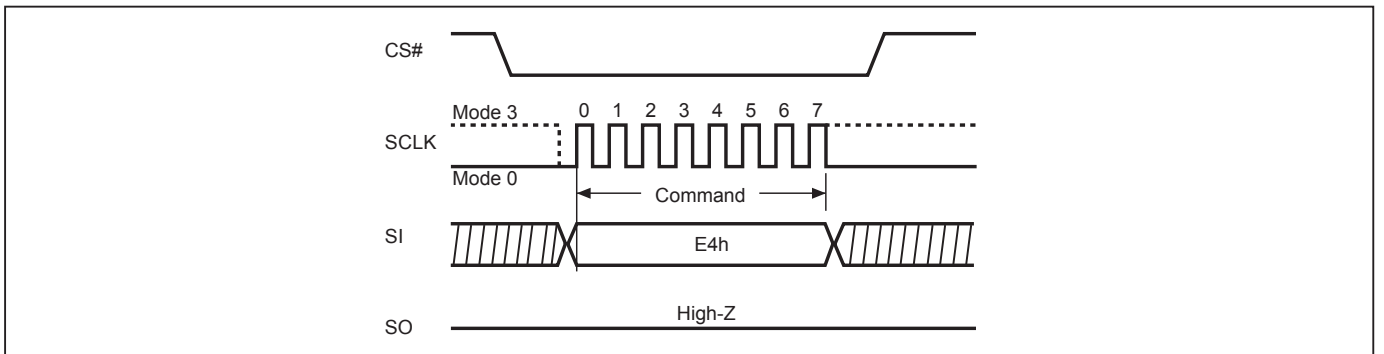 CS#
Mode 3
0 1 2 3 4 5 6 7
SCLK
Mode 0
Command
SI
E4h
High-Z
SO